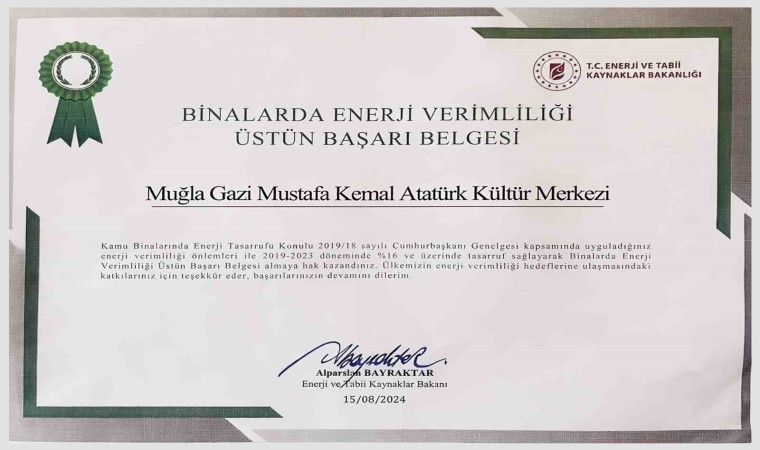 T.C. ENERJİ VE TABİİ
KAYNAKLAR BAKANLIĞI
BİNALARDA ENERJİ VERİMLİLİĞİ
ÜSTÜN BAŞARI BELGESİ
Muğla Gazi Mustafa Kemal Atatürk Kültür Merkezi
Kamu Binalarında Enerji Tasarrufu Konulu 2019/18 sayılı Cumhurbaşkanı Genelgesi kapsamında uyguladığınız
enerji verimliliği önlemleri ile 2019-2023 döneminde %16 ve üzerinde tasarruf sağlayarak Binalarda Enerji
Verimliliği Üstün Başarı Belgesi almaya hak kazandınız. Ülkemizin enerji verimliliği hedeflerine ulaşmasındaki
katkılarınız için teşekkür eder, başarılarınızın devamını dilerim.
Alparslan BAYRAKTAR
Enerji ve Tabii Kaynaklar Bakanı
15/08/2024